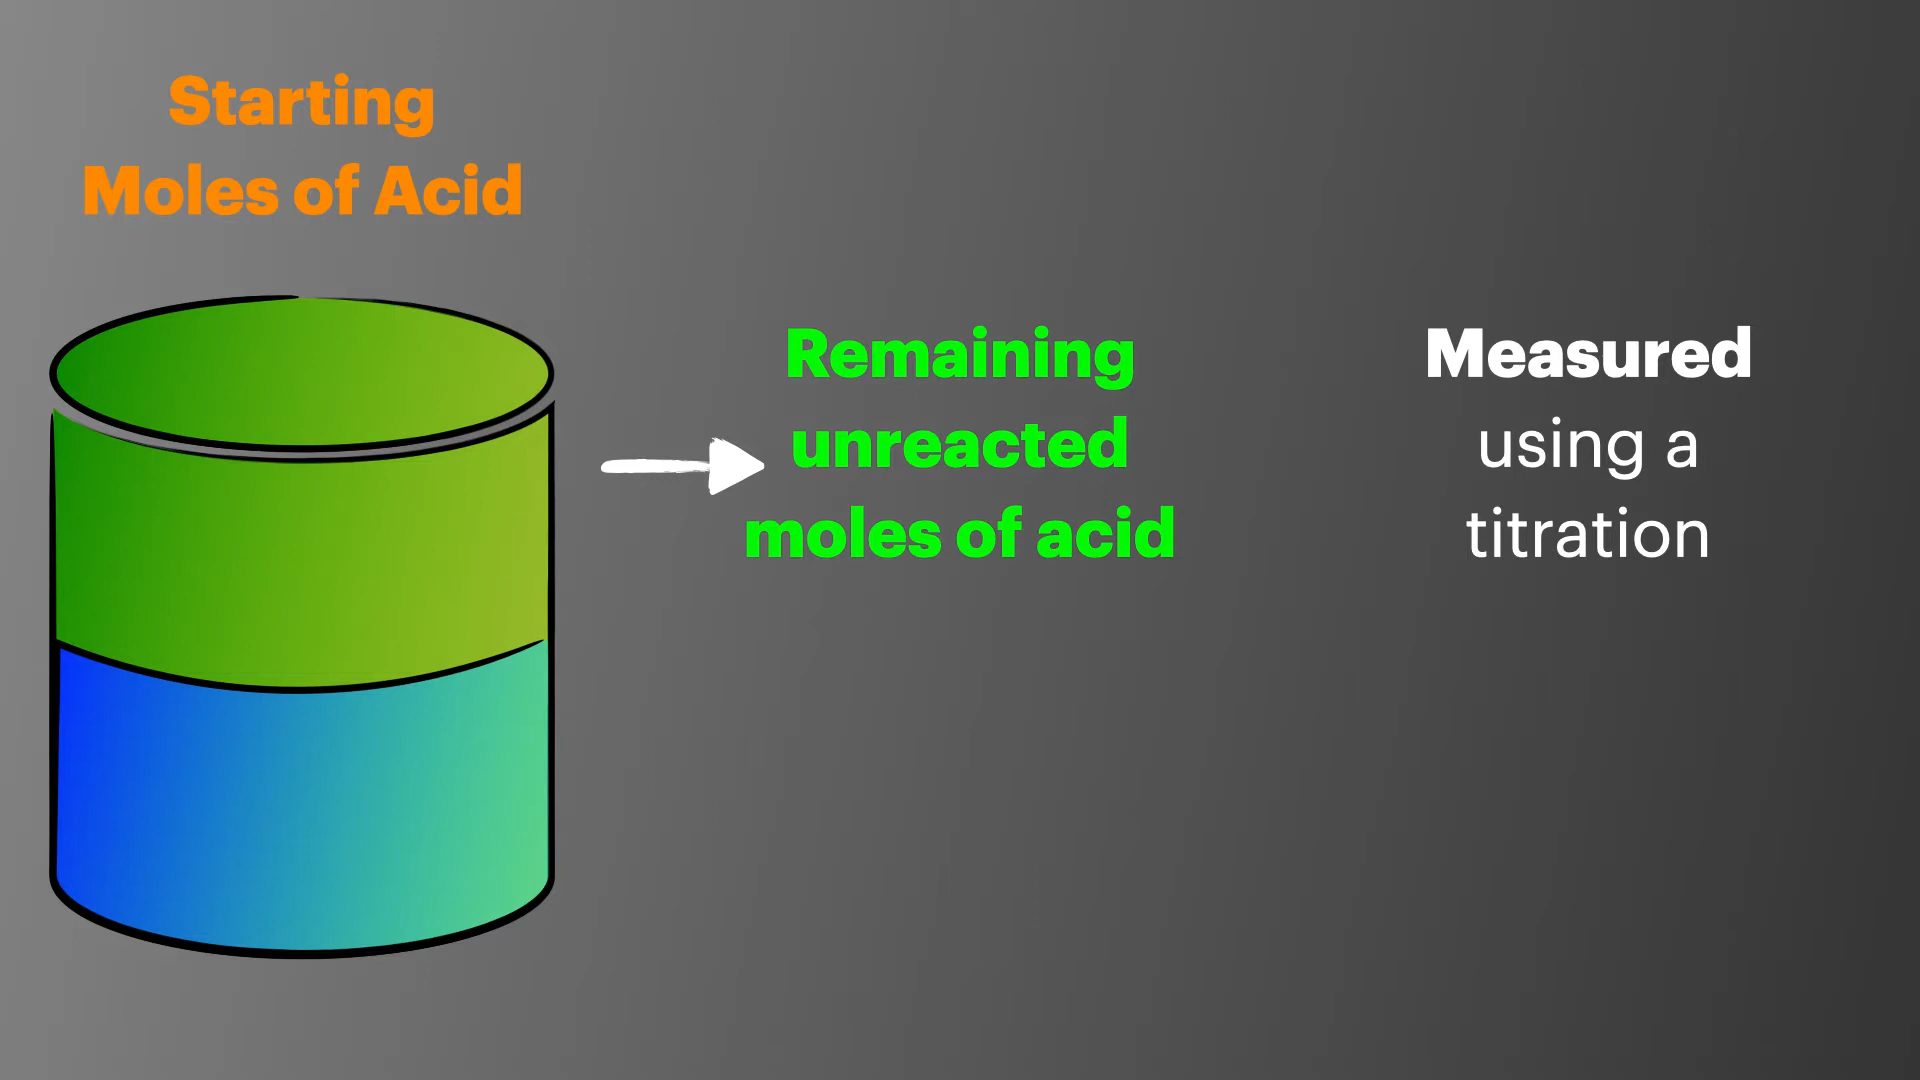 Starting
Moles of Acid
Remaining
unreacted
moles of acid
Measured
using a
titration